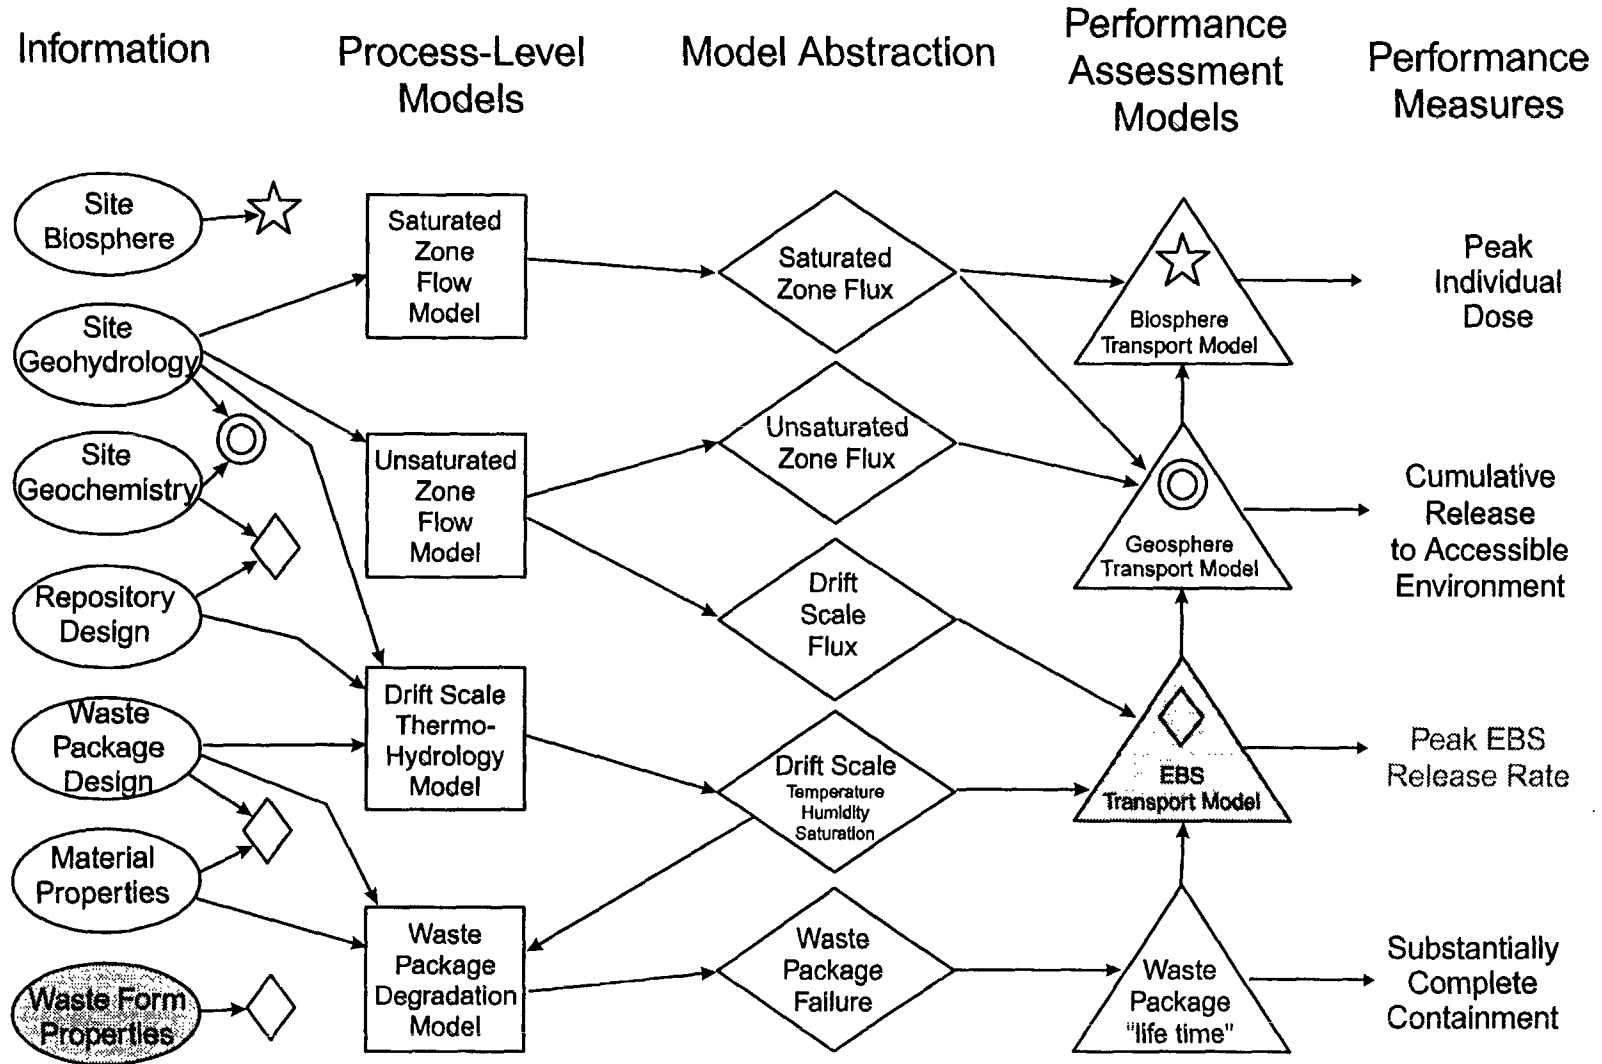 Information
Process-Level
Models
Model Abstraction
Performance
Assessment
Models
Performance
Measures
Site
Biosphere
Site
Geohydrology
Site
Geochemistry
Repository
Design
Waste
Package
Design
Material
Properties
Waste Form
Properties
Saturated
Zone
Flow
Model
Unsaturated
Zone
Flow
Model
Drift Scale
Thermo-
Hydrology
Model
Waste
Package
Degradation
Model
Saturated
Zone Flux
Unsaturated
Zone Flux
Drift
Scale
Flux
Drift Scale
Temperature
Humidity
Saturation
Waste
Package
Failure
Biosphere
Transport Model
Geosphere
Transport Model
EBS
Transport Model
Waste
Package
"life time"
Peak
Individual
Dose
Cumulative
Release
to Accessible
Environment
Peak EBS
Release Rate
Substantially
Complete
Containment